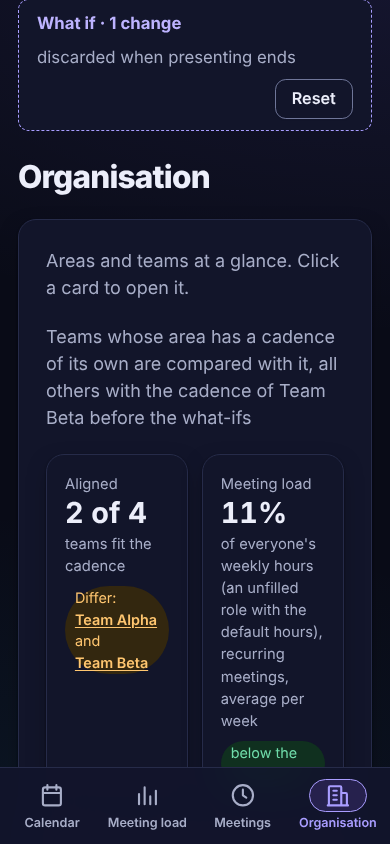 What if · 1 change
discarded when presenting ends
Reset
Organisation
Areas and teams at a glance. Click
a card to open it.
Teams whose area has a cadence
of its own are compared with it, all
others with the cadence of Team
Beta before the what-ifs
Aligned
2 of 4
teams fit the
cadence
Differ:
Team Alpha
and
Team Beta
Meeting load
11%
of everyone's
weekly hours
(an unfilled
role with the
default hours),
recurring
meetings,
average per
week
below the
Calendar
Meeting load
Meetings
Organisation